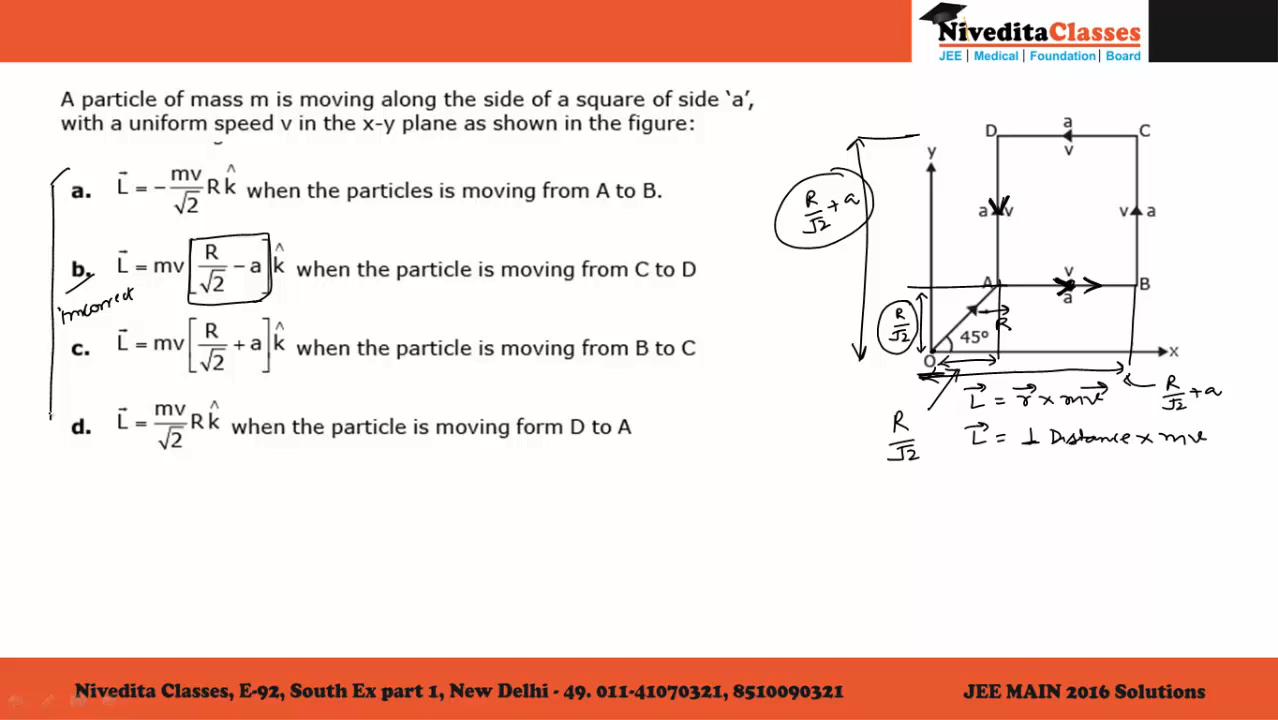 NiveditaClasses
JEE | Medical | Foundation | Board
A particle of mass m is moving along the side of a square of side 'a',
with a uniform speed v in the x-y plane as shown in the figure:
a. L⃗ = - mv/√2 R k̂ when the particles is moving from A to B.
b. L⃗ = mv [R/√2 - a] k̂ when the particle is moving from C to D
incorrect
c. L⃗ = mv [R/√2 + a] k̂ when the particle is moving from B to C
d. L⃗ = mv/√2 R k̂ when the particle is moving form D to A
D a C
v
y
R/√2 + a
a v v a
A v B
a
R/√2
R
45°
O x
R/√2
L⃗ = r⃗ × mv⃗
R/√2 + a
L⃗ = ⊥ Distance × mv
Nivedita Classes, E-92, South Ex part 1, New Delhi - 49. 011-41070321, 8510090321
JEE MAIN 2016 Solutions